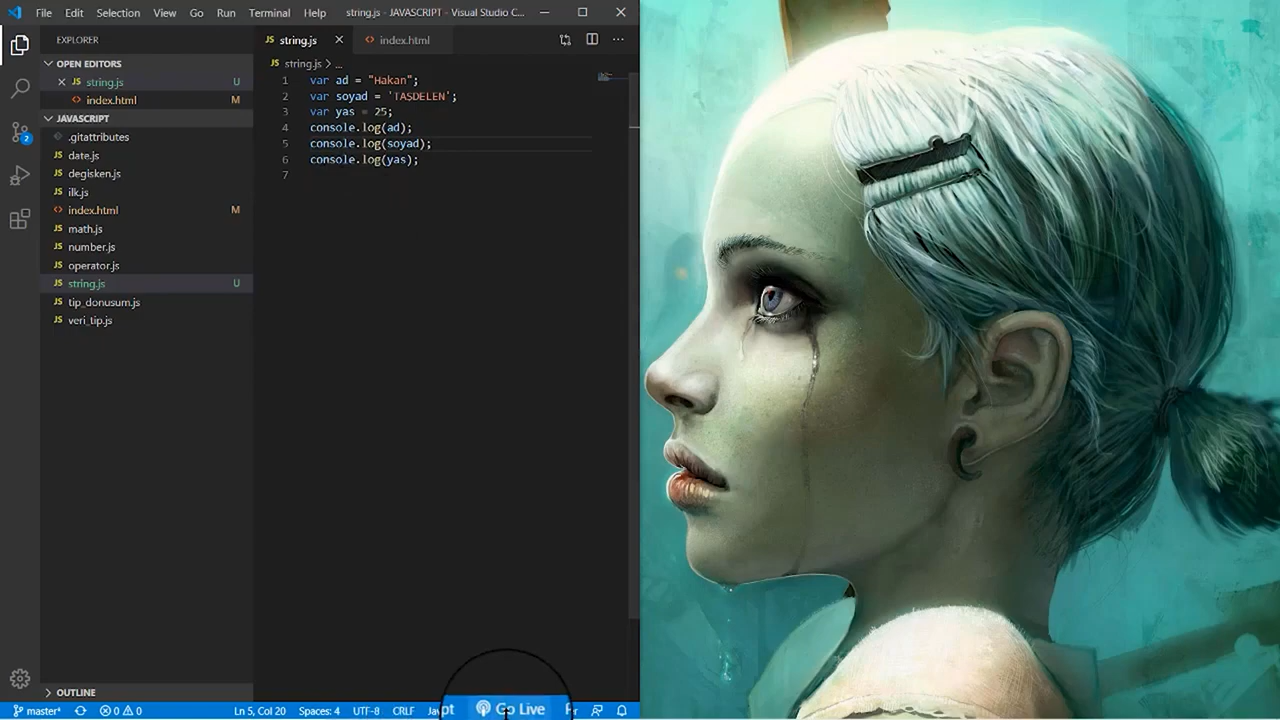 File Edit Selection View Go Run Terminal Help string.js - JAVASCRIPT - Visual Studio C...
EXPLORER
OPEN EDITORS
string.js U
index.html M
JAVASCRIPT
.gitattributes
date.js
degisken.js
ilk.js
index.html M
math.js
number.js
operator.js
string.js U
tip_donusum.js
veri_tip.js
OUTLINE
string.js index.html
string.js > ...
1 var ad = "Hakan";
2 var soyad = 'TAŞDELEN';
3 var yas = 25;
4 console.log(ad);
5 console.log(soyad);
6 console.log(yas);
7
master* 0 0 Ln 5, Col 20 Spaces: 4 UTF-8 CRLF Go Live
2